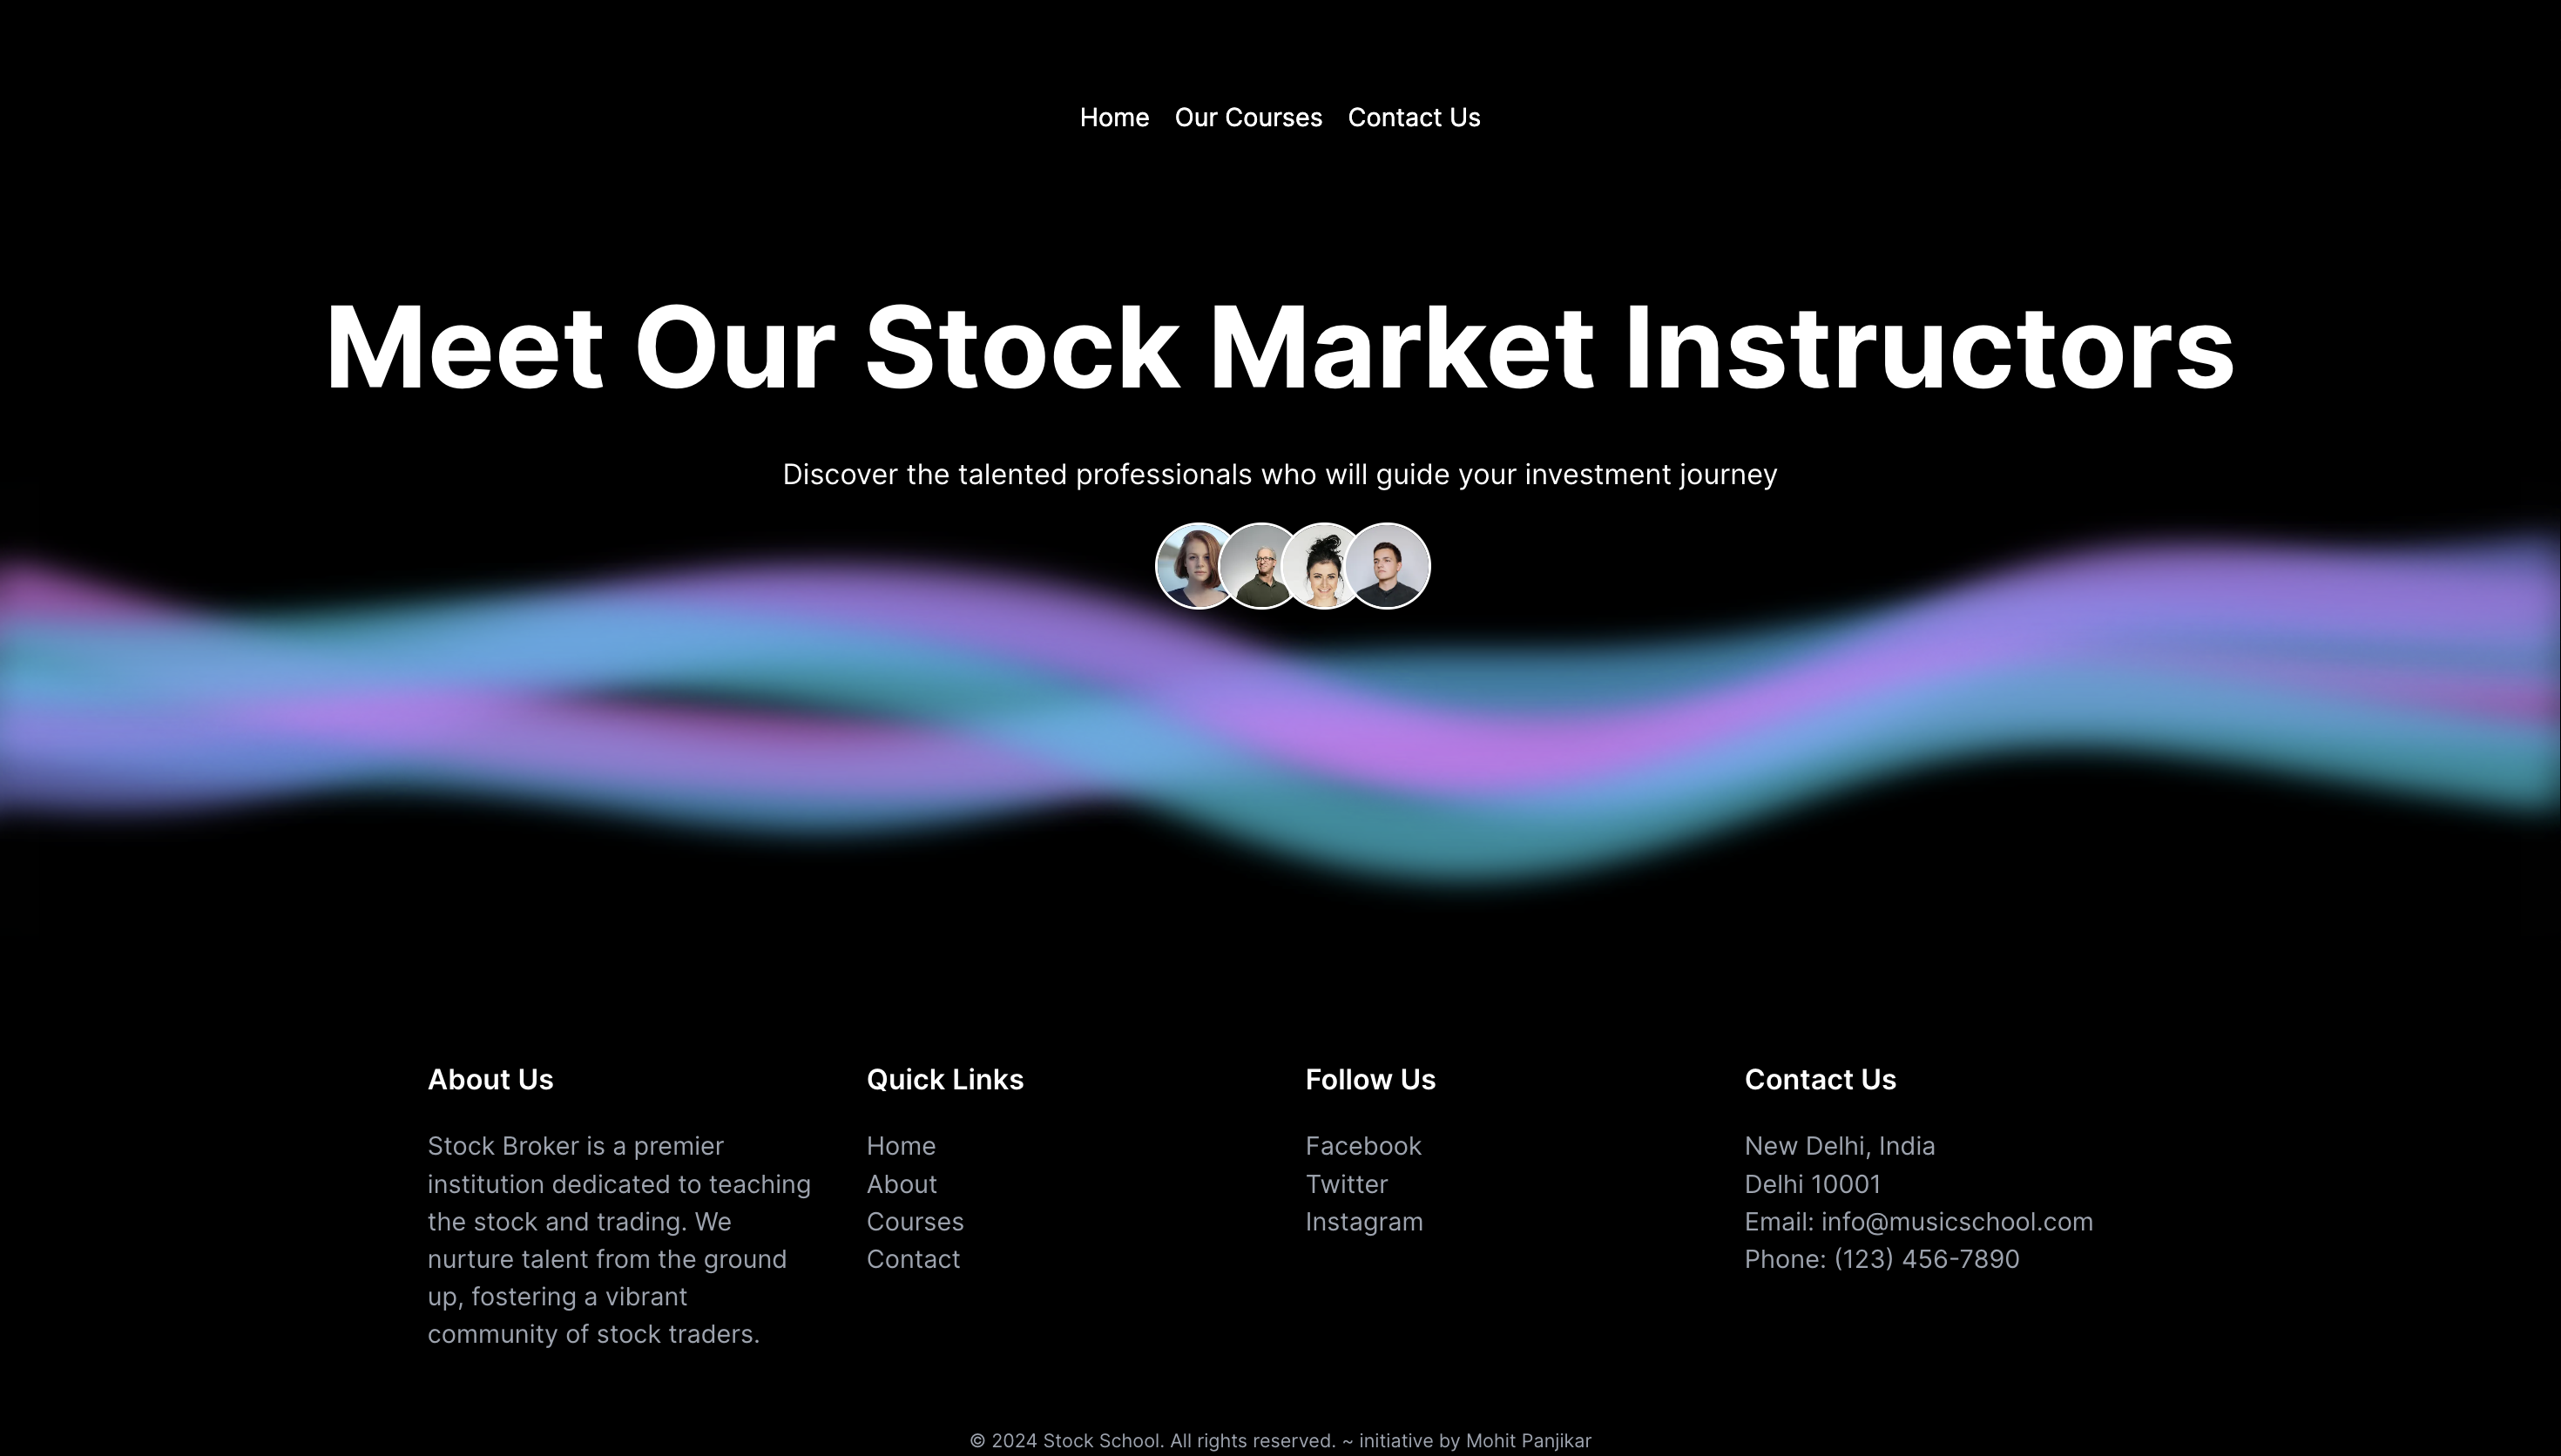 Home Our Courses Contact Us
Meet Our Stock Market Instructors
Discover the talented professionals who will guide your investment journey
About Us
Stock Broker is a premier
institution dedicated to teaching
the stock and trading. We
nurture talent from the ground
up, fostering a vibrant
community of stock traders.
Quick Links
Home
About
Courses
Contact
Follow Us
Facebook
Twitter
Instagram
Contact Us
New Delhi, India
Delhi 10001
Email: info@musicschool.com
Phone: (123) 456-7890
© 2024 Stock School. All rights reserved. ~ initiative by Mohit Panjikar